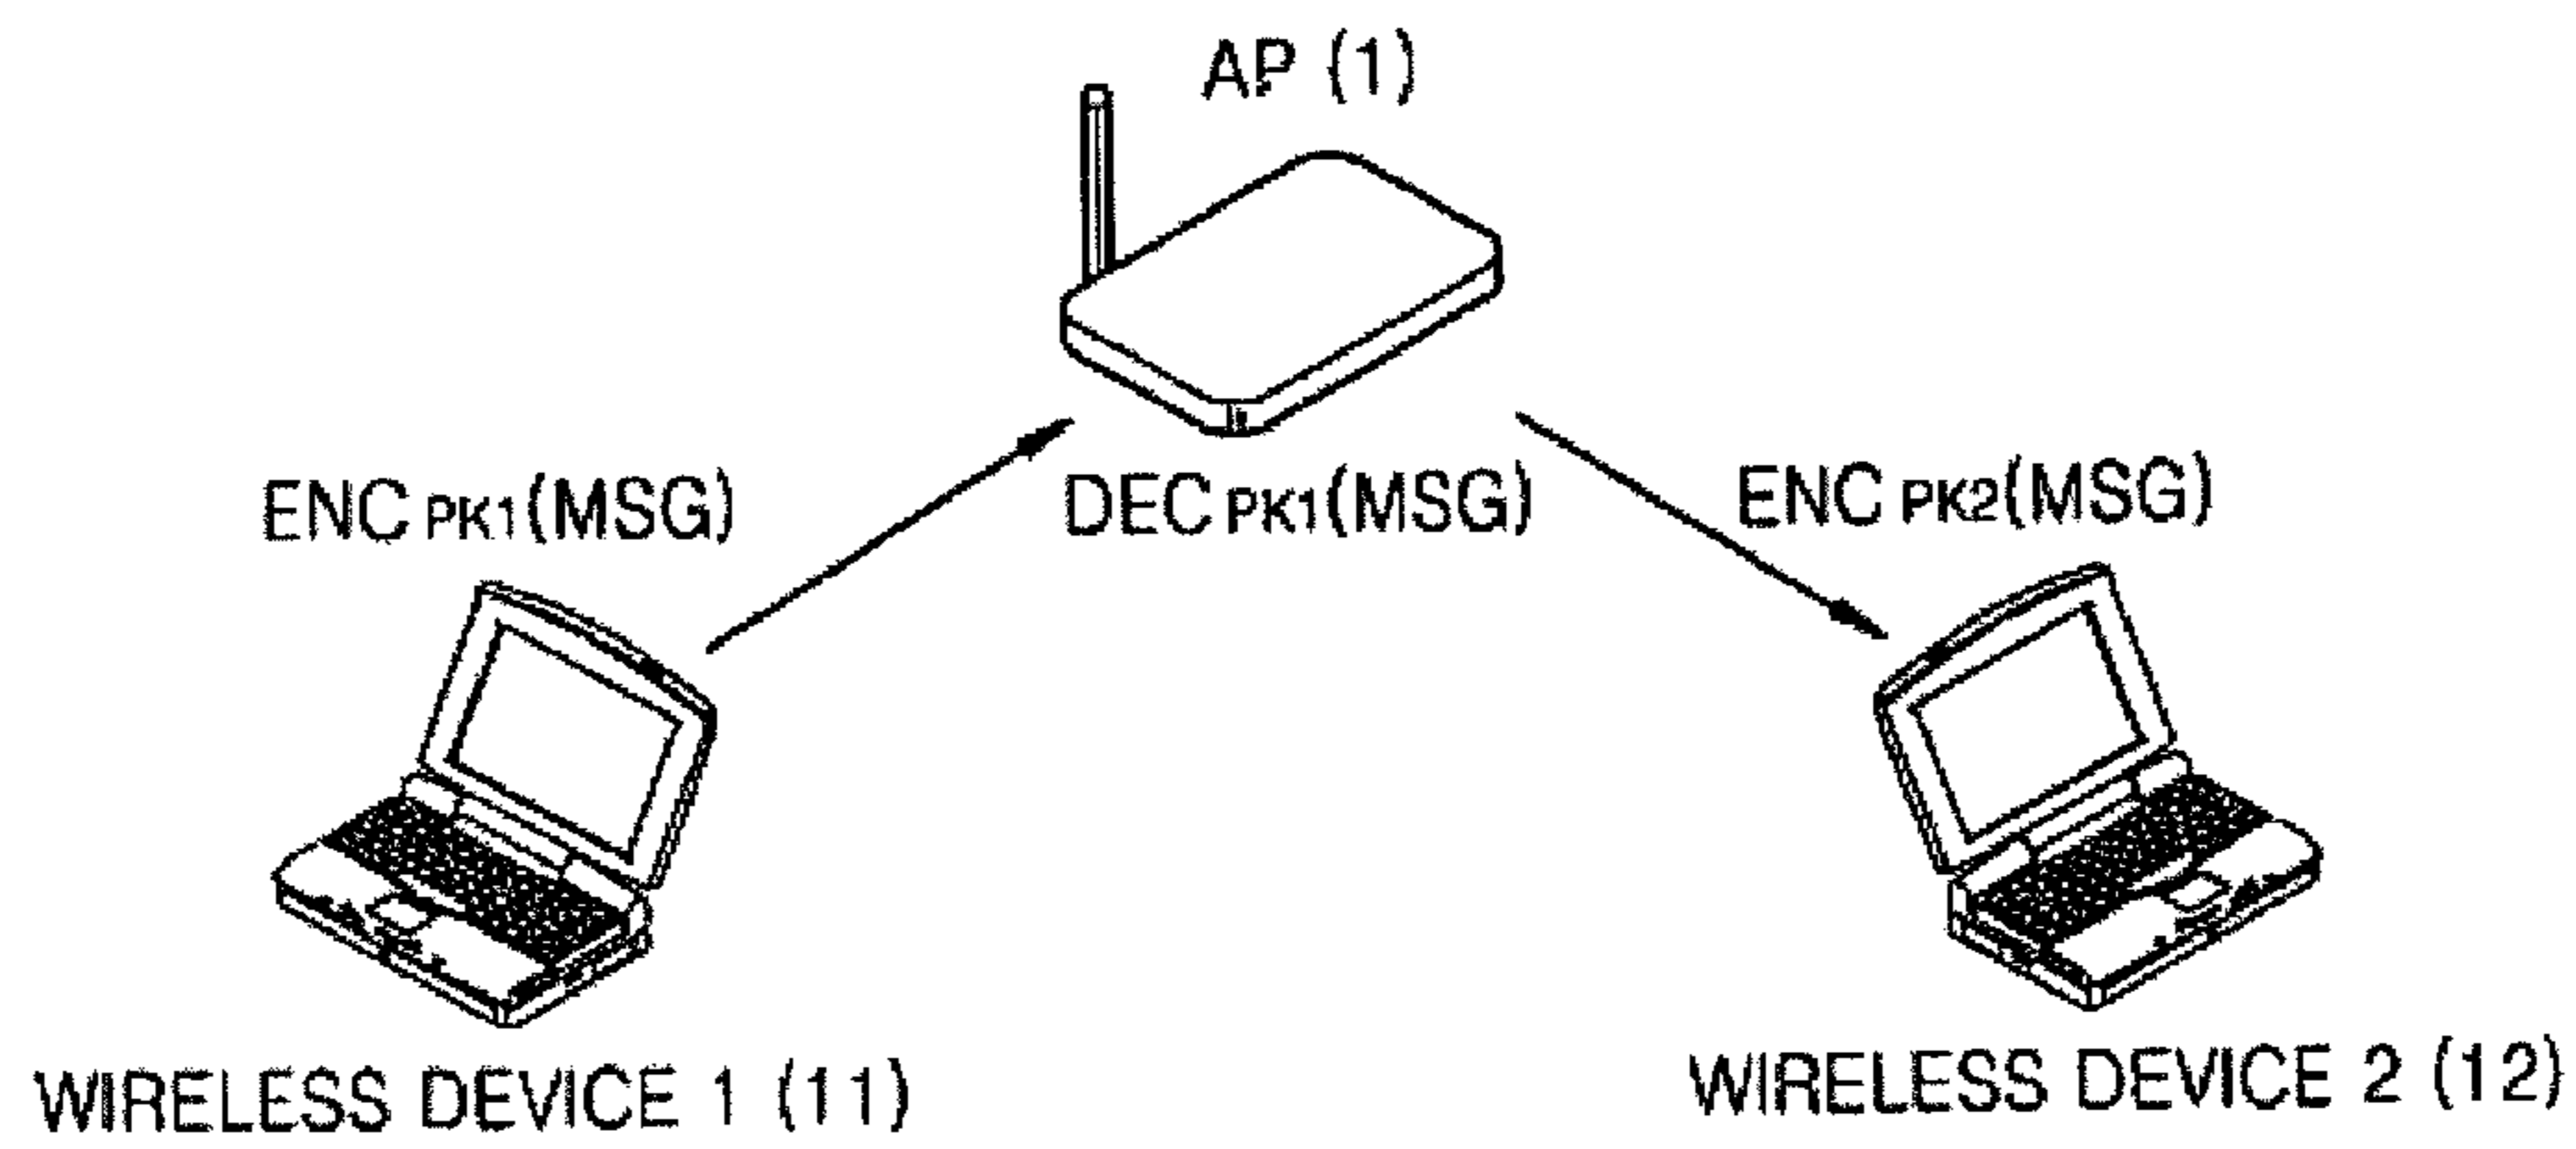 AP (1)
ENC PK1(MSG)
DEC PK1(MSG)
ENC PK2(MSG)
WIRELESS DEVICE 1 (11)
WIRELESS DEVICE 2 (12)